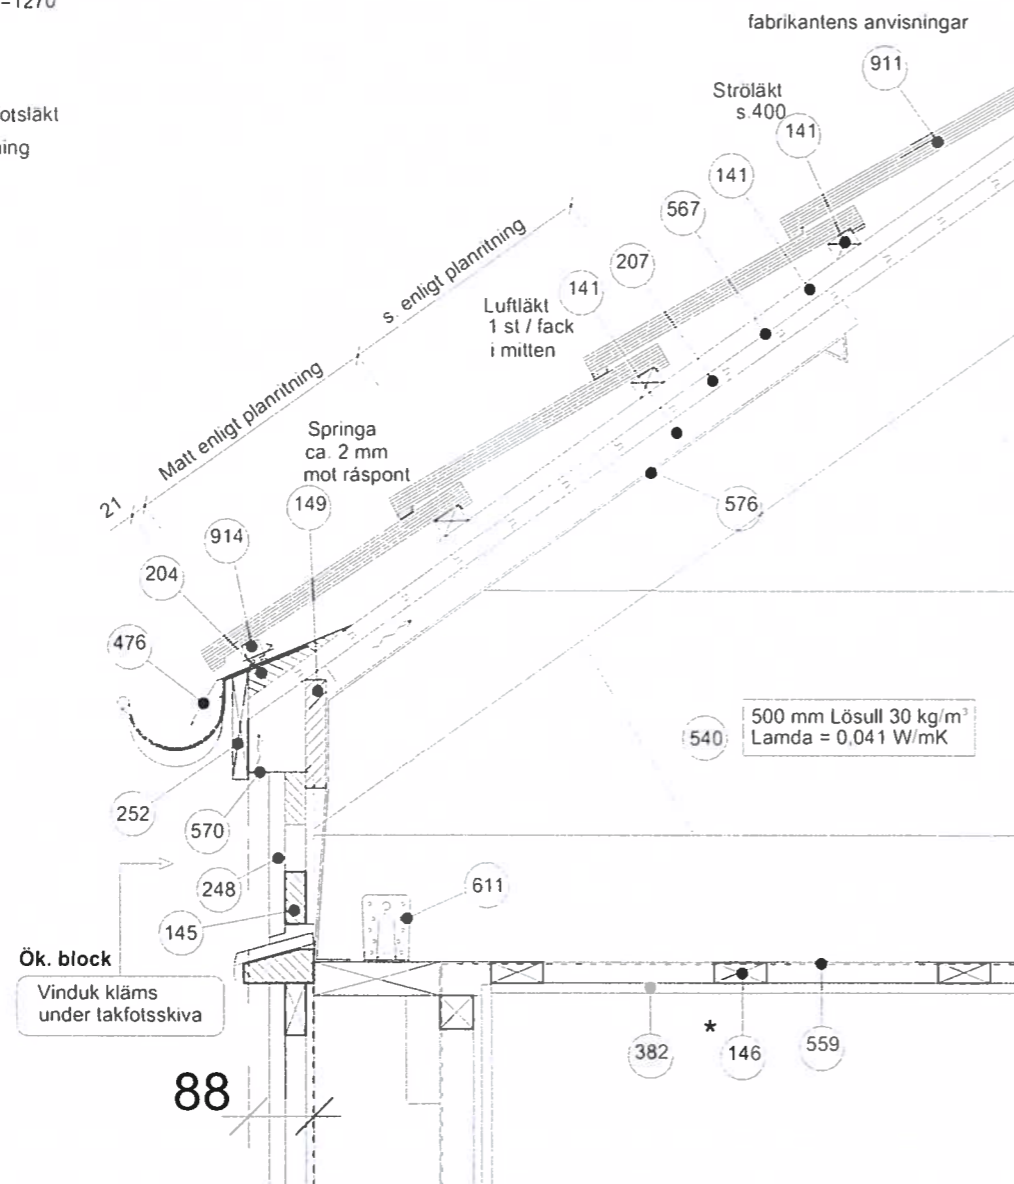 =1270
fabrikantens anvisningar
911
otsläkt
ning
Ströläkt
s.400
141
141
567
207
141
s. enligt planritning
Luftläkt
1 st / fack
i mitten
Matt enligt planritning
Springa
ca. 2 mm
mot råspont
21
149
576
914
204
476
540
500 mm Lösull 30 kg/m³
Lamda = 0,041 W/mK
252
570
248
611
145
Ök. block
Vinduk kläms
under takfotsskiva
*
382
146
559
88